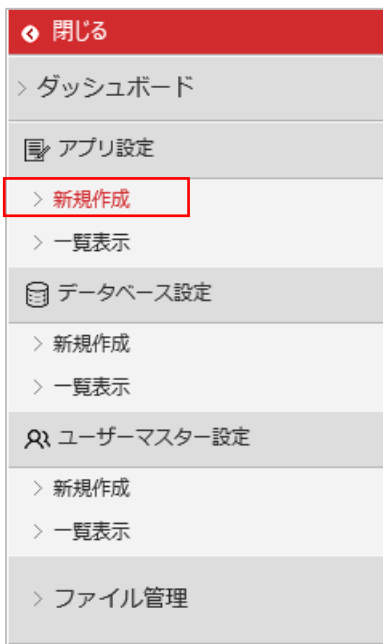 閉じる
ダッシュボード
アプリ設定
新規作成
一覧表示
データベース設定
新規作成
一覧表示
ユーザーマスター設定
新規作成
一覧表示
ファイル管理